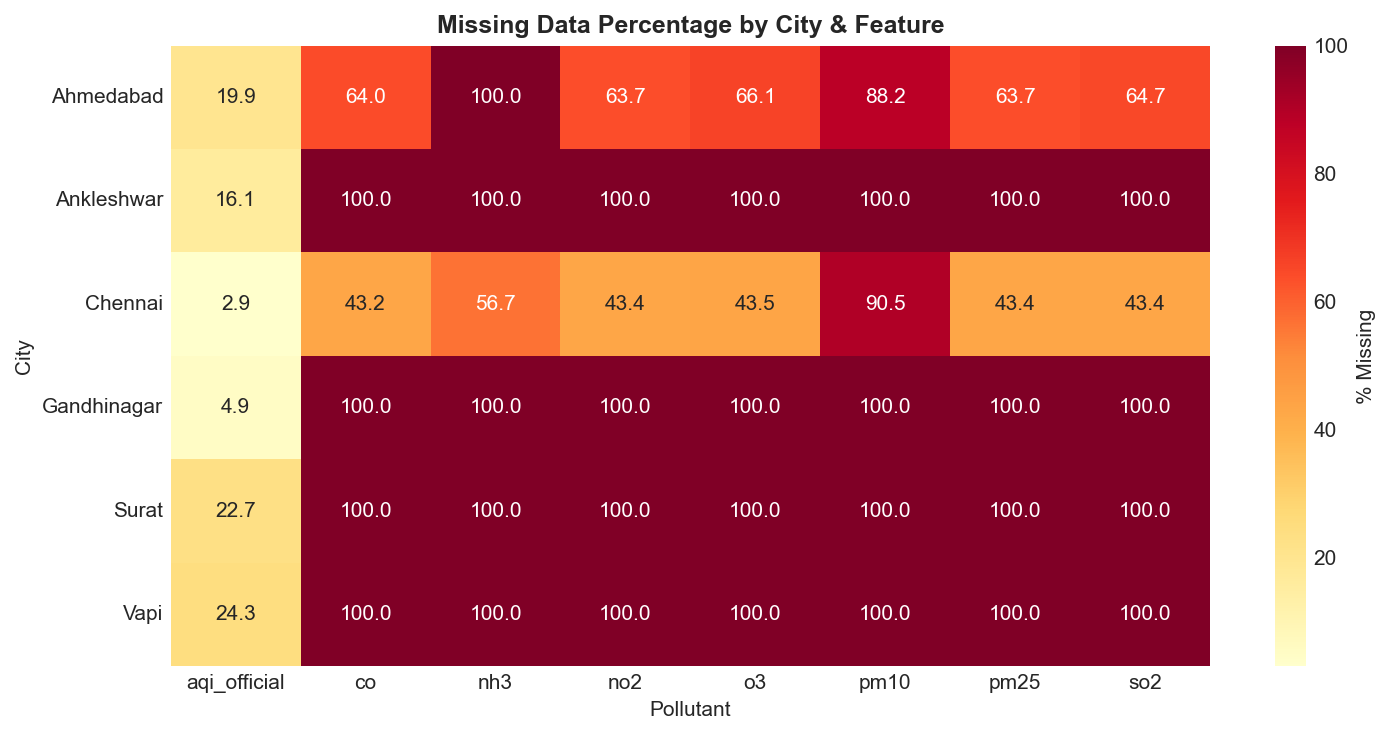 Missing Data Percentage by City & Feature
City
Ahmedabad 19.9 64.0 100.0 63.7 66.1 88.2 63.7 64.7
Ankleshwar 16.1 100.0 100.0 100.0 100.0 100.0 100.0 100.0
Chennai 2.9 43.2 56.7 43.4 43.5 90.5 43.4 43.4
Gandhinagar 4.9 100.0 100.0 100.0 100.0 100.0 100.0 100.0
Surat 22.7 100.0 100.0 100.0 100.0 100.0 100.0 100.0
Vapi 24.3 100.0 100.0 100.0 100.0 100.0 100.0 100.0
aqi_official co nh3 no2 o3 pm10 pm25 so2
Pollutant
100
80
60
40
20
% Missing